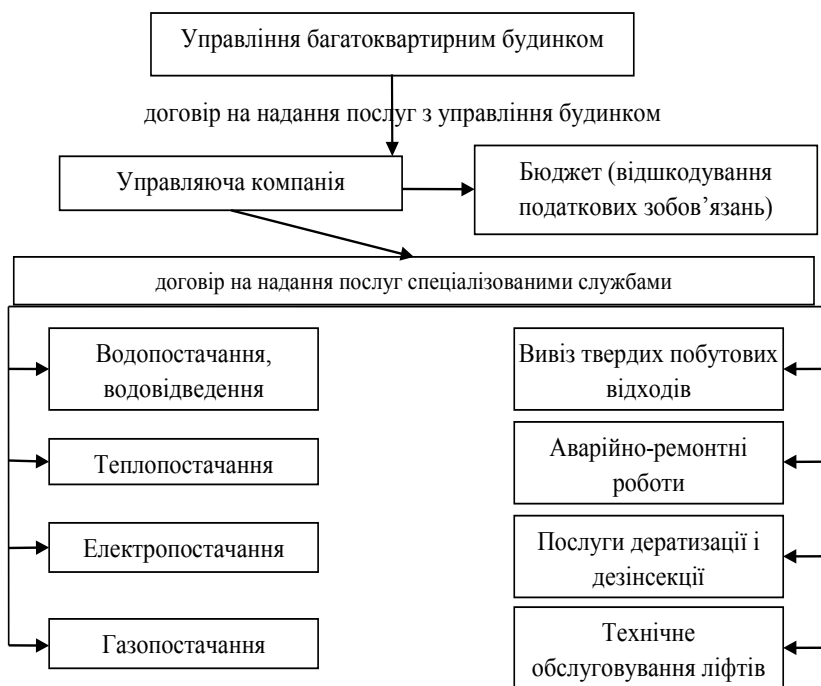 Управління багатоквартирним будинком
договір на надання послуг з управління будинком
Управляюча компанія
Бюджет (відшкодування
податкових зобов’язань)
договір на надання послуг спеціалізованими службами
Водопостачання,
водовідведення
Теплопостачання
Електропостачання
Газопостачання
Вивіз твердих побутових
відходів
Аварійно-ремонтні
роботи
Послуги дератизації і
дезінсекції
Технічне
обслуговування ліфтів